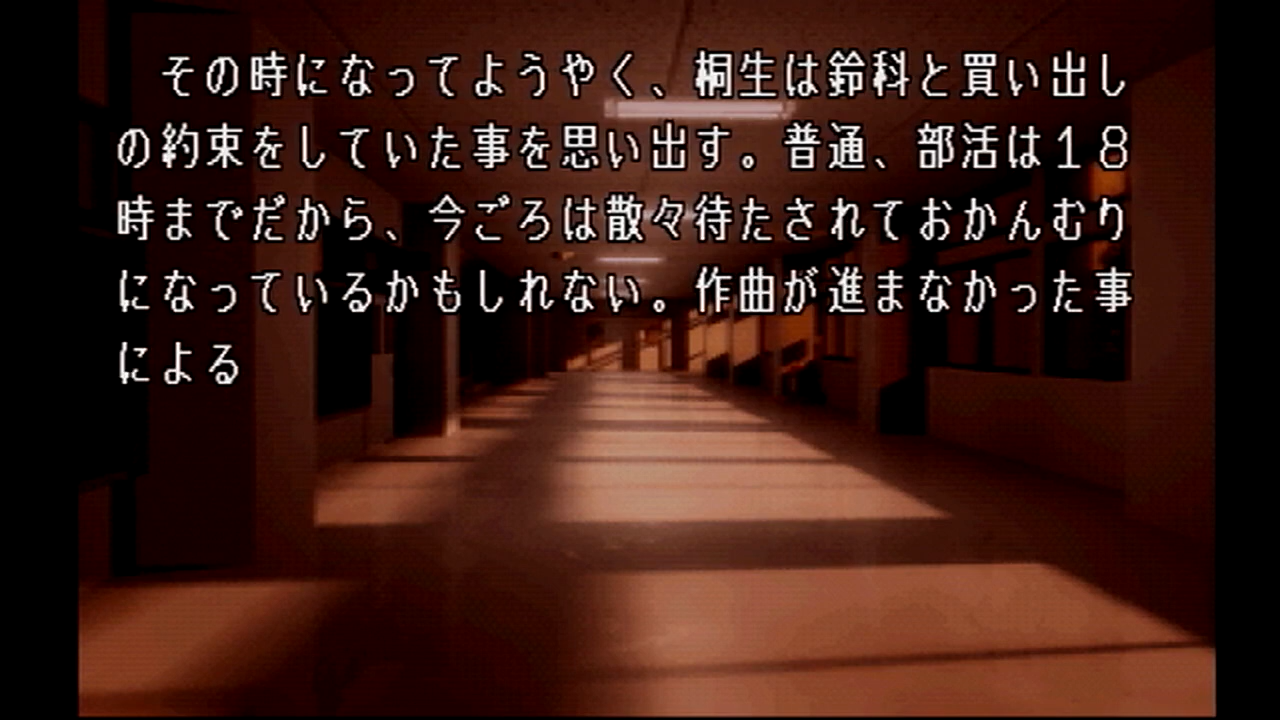 その時になってようやく、桐生は鈴科と買い出し
の約束をしていた事を思い出す。普通、部活は１８
時までだから、今ごろは散々待たされておかんむり
になっているかもしれない。作曲が進まなかった事
による